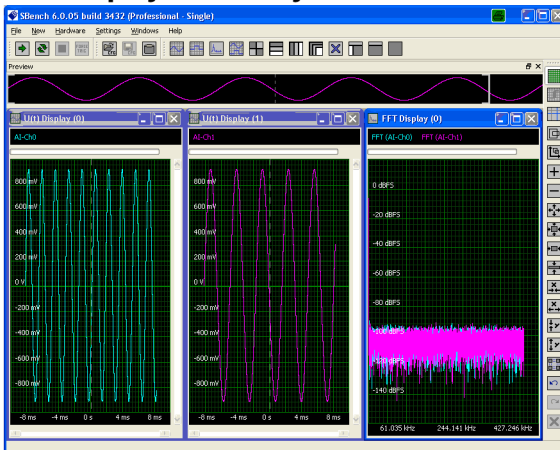 SBench 6.0.05 build 3432 (Professional - Single)
File New Hardware Settings Windows Help
Preview
U(t) Display (0)
U(t) Display (1)
FFT Display (0)
AI-Ch0
AI-Ch1
FFT (AI-Ch0) FFT (AI-Ch1)
800 mV
600 mV
400 mV
200 mV
0 V
-200 mV
-400 mV
-600 mV
-800 mV
-8 ms -4 ms 0 s 4 ms 8 ms
800 mV
600 mV
400 mV
200 mV
0 V
-200 mV
-400 mV
-600 mV
-800 mV
-8 ms -4 ms 0 s 4 ms 8 ms
0 dBFS
-20 dBFS
-40 dBFS
-60 dBFS
-80 dBFS
-100 dBFS
-120 dBFS
-140 dBFS
61.035 kHz 244.141 kHz 427.246 kHz